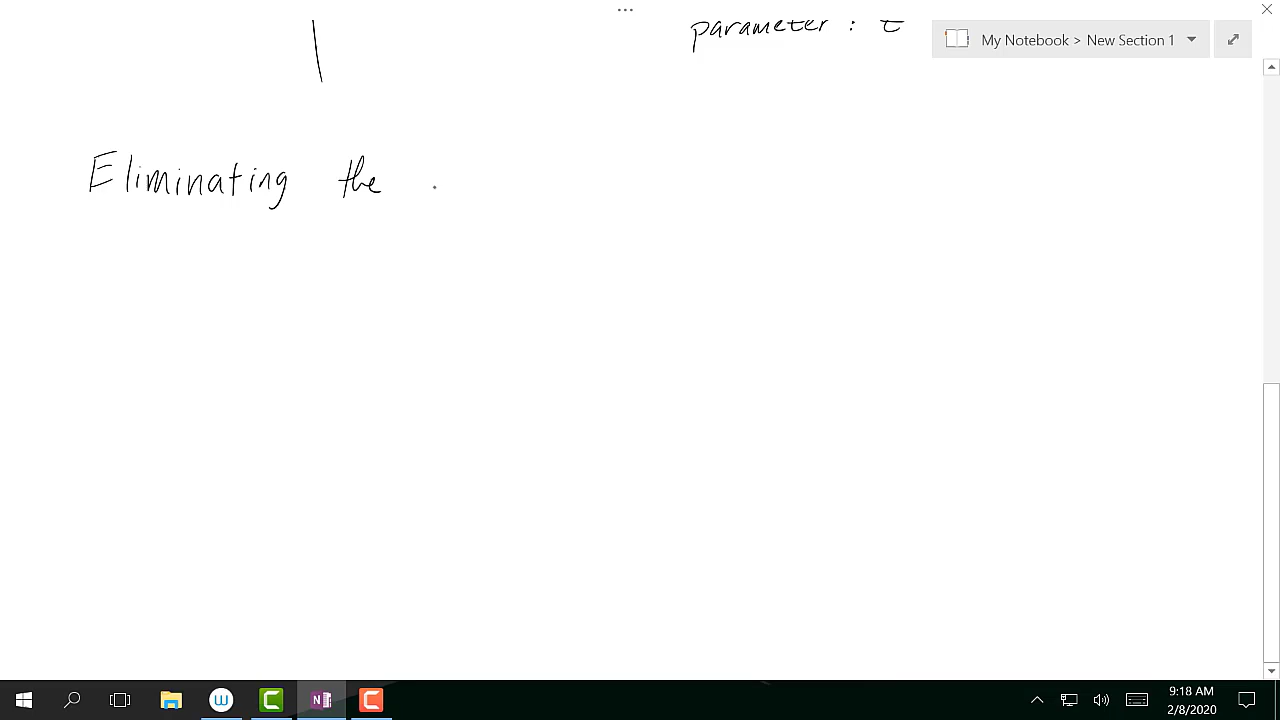 parameter : t
My Notebook > New Section 1
Eliminating the
9:18 AM
2/8/2020